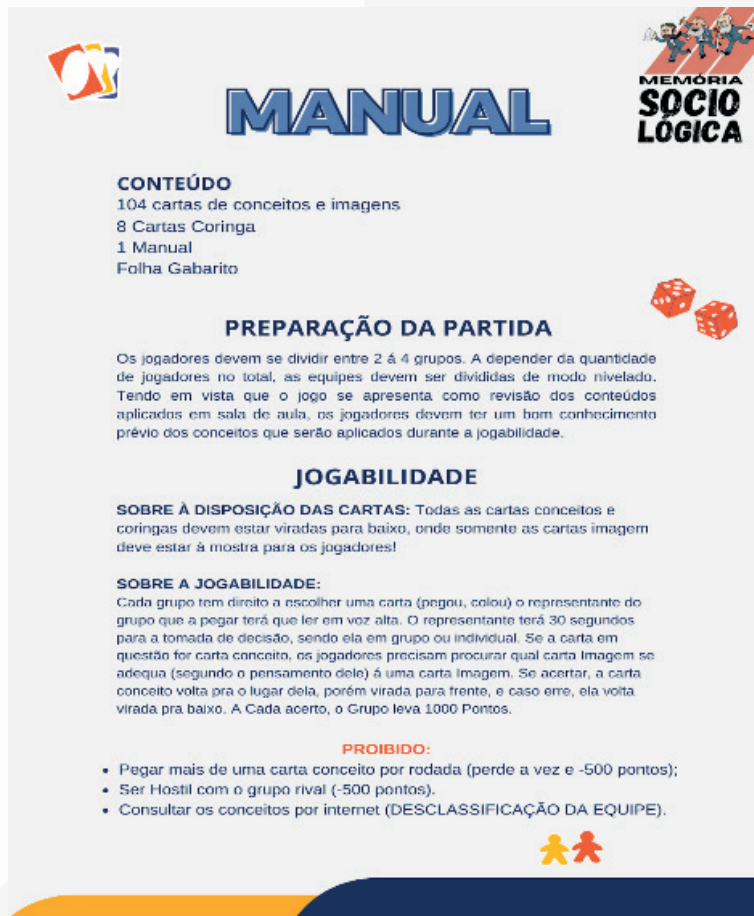 MEMÓRIA
SOCIO
LÓGICA
MANUAL
CONTEÚDO
104 cartas de conceitos e imagens
8 Cartas Coringa
1 Manual
Folha Gabarito
PREPARAÇÃO DA PARTIDA
Os jogadores devem se dividir entre 2 á 4 grupos. A depender da quantidade
de jogadores no total, as equipes devem ser divididas de modo nivelado.
Tendo em vista que o jogo se apresenta como revisão dos conteúdos
aplicados em sala de aula, os jogadores devem ter um bom conhecimento
prévio dos conceitos que serão aplicados durante a jogabilidade.
JOGABILIDADE
SOBRE À DISPOSIÇÃO DAS CARTAS: Todas as cartas conceitos e
coringas devem estar viradas para baixo, onde somente as cartas imagem
deve estar à mostra para os jogadores!
SOBRE A JOGABILIDADE:
Cada grupo tem direito a escolher uma carta (pegou, colou) o representante do
grupo que a pegar terá que ler em voz alta. O representante terá 30 segundos
para a tomada de decisão, sendo ela em grupo ou individual. Se a carta em
questão for carta conceito, os jogadores precisam procurar qual carta Imagem se
adequa (segundo o pensamento dele) á uma carta Imagem. Se acertar, a carta
conceito volta pra o lugar dela, porém virada para frente, e caso erre, ela volta
virada pra baixo. A Cada acerto, o Grupo leva 1000 Pontos.
PROIBIDO:
• Pegar mais de uma carta conceito por rodada (perde a vez e -500 pontos);
• Ser Hostil com o grupo rival (-500 pontos).
• Consultar os conceitos por internet (DESCLASSIFICAÇÃO DA EQUIPE).